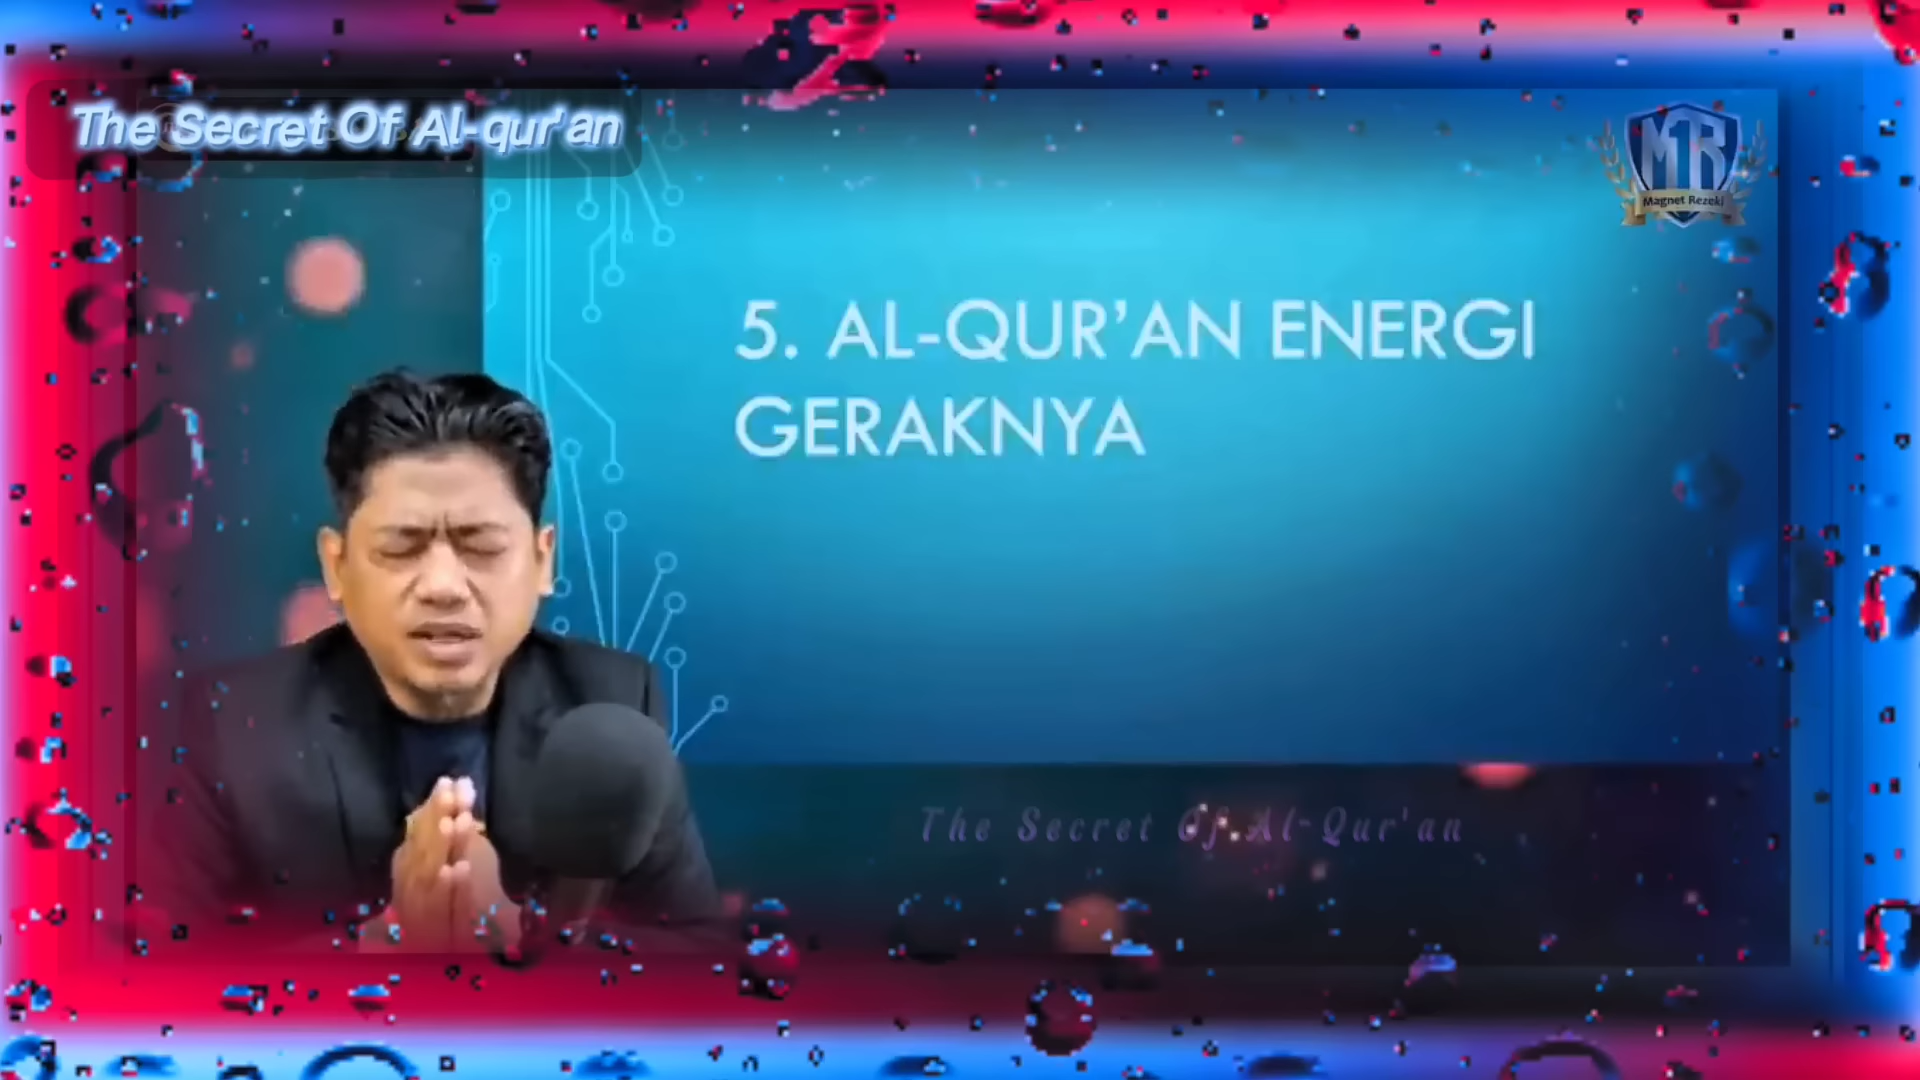 The Secret Of Al-qur'an
MTR
Magnet Rezeki
5. AL-QUR’AN ENERGI
GERAKNYA
The Secret Of Al-Qur'an